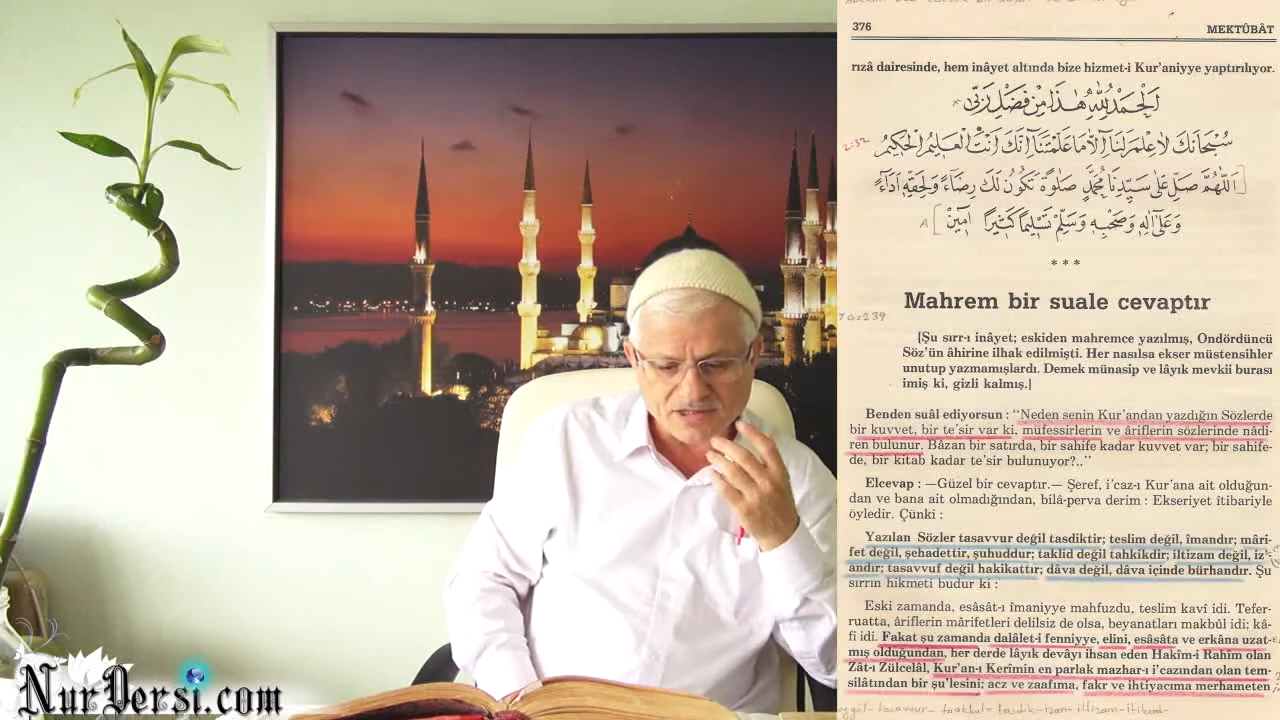 376
MEKTÛBÂT
rızâ dairesinde, hem inâyet altında bize hizmet-i Kur'aniyye yaptırılıyor.
اَلْحَمْدُ لِلّٰهِ هٰذَا مِنْ فَضْلِ رَبِّى
2:32
سُبْحَانَكَ لَا عِلْمَ لَنَا اِلَّا مَا عَلَّمْتَنَا اِنَّكَ اَنْتَ الْعَلِيمُ الْحَكِيمُ
[اَللّٰهُمَّ صَلِّ عَلٰى سَيِّدِنَا مُحَمَّدٍ صَلٰوةً تَكُونُ لَكَ رِضَاءً وَلِحَقِّهِ اَدَاءً
وَعَلٰى اٰلِهِ وَصَحْبِهِ وَسَلِّمْ تَسْلِيمًا كَثِيرًا اٰمِينَ]
* * *
Mahrem bir suale cevaptır
[Şu sırr-ı inâyet; eskiden mahremce yazılmış, Ondördüncü
Söz'ün âhirine ilhak edilmişti. Her nasılsa ekser müstensihler
unutup yazmamışlardı. Demek münasip ve lâyık mevkii burası
imiş ki, gizli kalmış.]
Benden suâl ediyorsun : "Neden senin Kur'andan yazdığın Sözlerde
bir kuvvet, bir te'sir var ki, müfessirlerin ve âriflerin sözlerinde nâdi-
ren bulunur. Bâzan bir satırda, bir sahife kadar kuvvet var; bir sahife-
de, bir kitab kadar te'sir bulunuyor?.."
Elcevap : —Güzel bir cevaptır.— Şeref, i'caz-ı Kur'ana ait olduğun-
dan ve bana ait olmadığından, bilâ-perva derim : Ekseriyet îtibariyle
öyledir. Çünki :
Yazılan Sözler tasavvur değil tasdiktir; teslim değil, îmandır; mâri-
fet değil, şehadettir, şuhuddur; taklid değil tahkikdir; iltizam değil, iz'-
andır; tasavvuf değil hakikattır; dâva değil, dâva içinde bürhandır. Şu
sırrın hikmeti budur ki :
Eski zamanda, esâsât-ı îmaniyye mahfuzdu, teslim kavî idi. Tefer-
ruatta, âriflerin mârifetleri delilsiz de olsa, beyanatları makbûl idi; kâ-
fi idi. Fakat şu zamanda dalâlet-i fenniyye, elini, esâsâta ve erkâna uzat-
mış olduğundan, her derde lâyık devâyı ihsan eden Hakîm-i Rahîm olan
Zât-ı Zülcelâl, Kur'an-ı Kerîmin en parlak mazhar-ı i'cazından olan tem-
silâtından bir şu'lesini; acz ve zaafıma, fakr ve ihtiyacıma merhameten
NurDersi.com